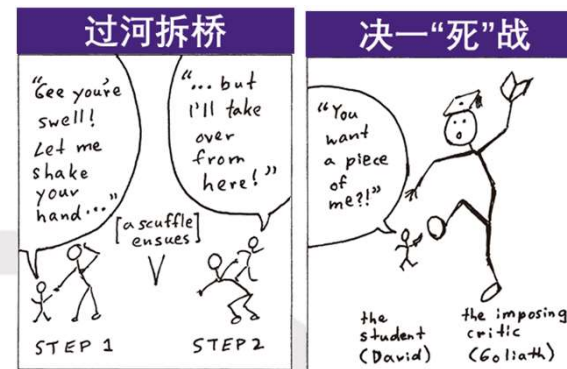 过河拆桥
"Gee you're
swell!
Let me
shake
your
hand..."
"... but
I'll take
over
from
here!"
[a scuffle
ensues]
STEP 1
STEP 2
决一“死”战
"You
want
a piece
of
me?!"
the
student
(David)
the imposing
critic
(Goliath)